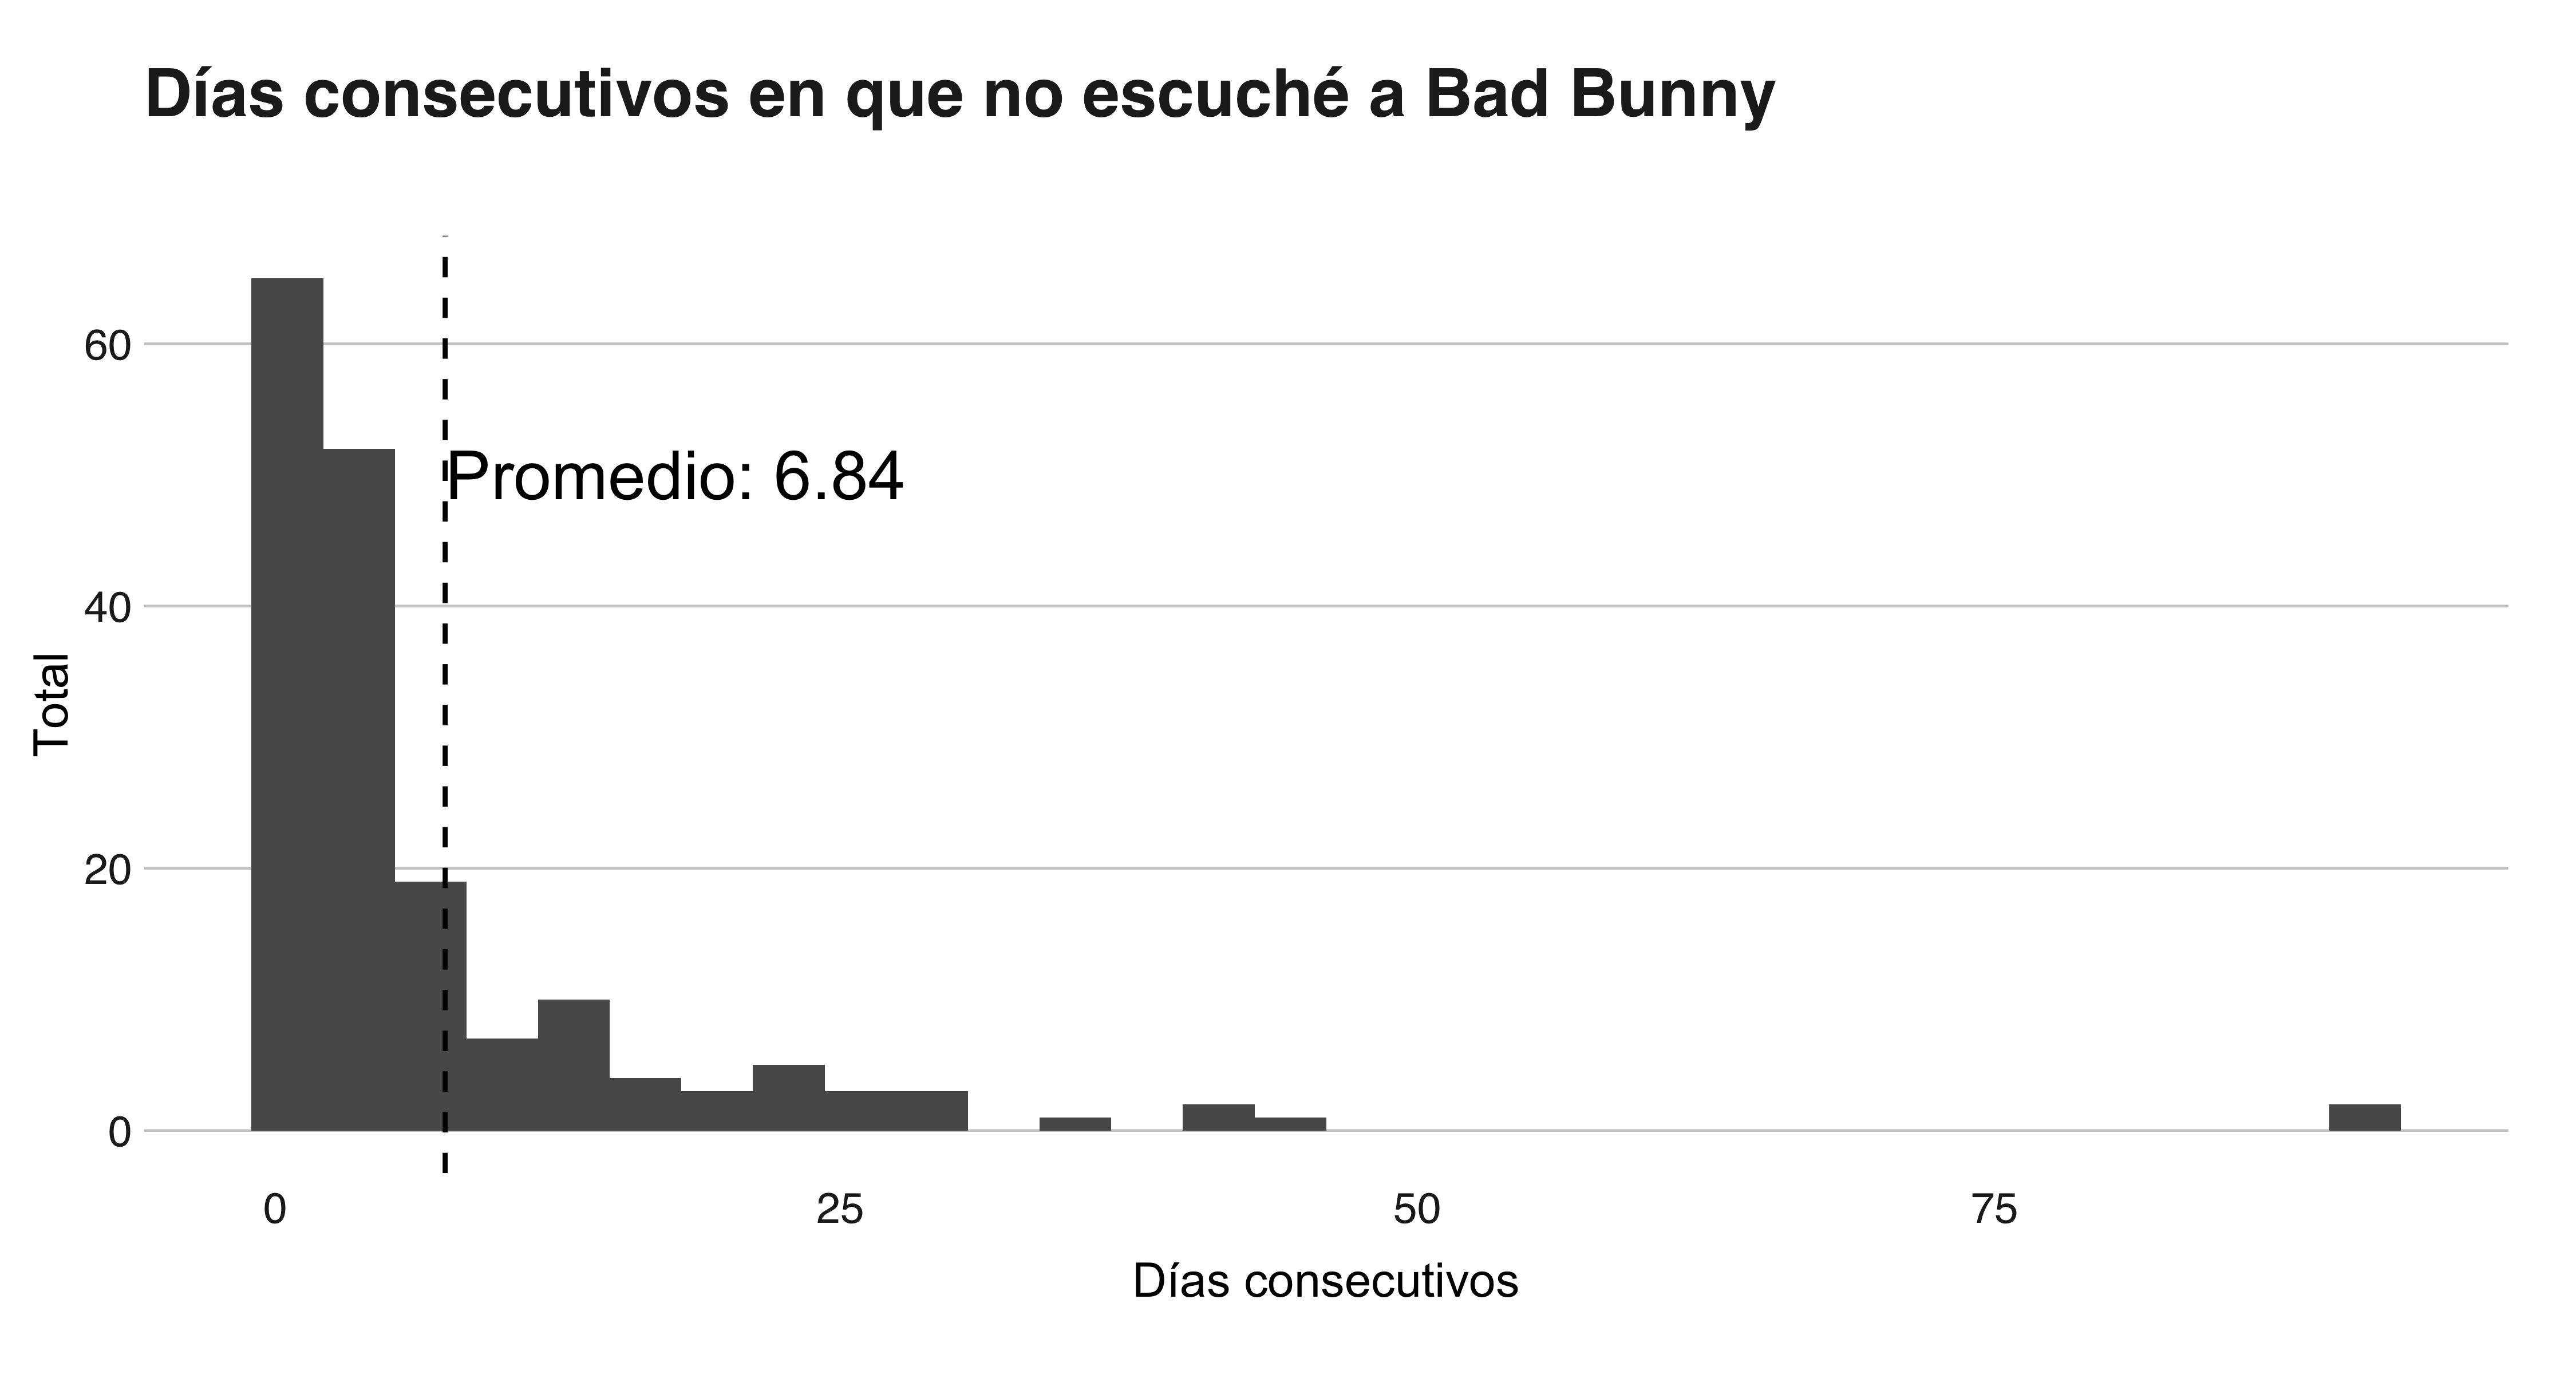 Días consecutivos en que no escuché a Bad Bunny
Promedio: 6.84
60
40
20
0
Total
0 25 50 75
Días consecutivos